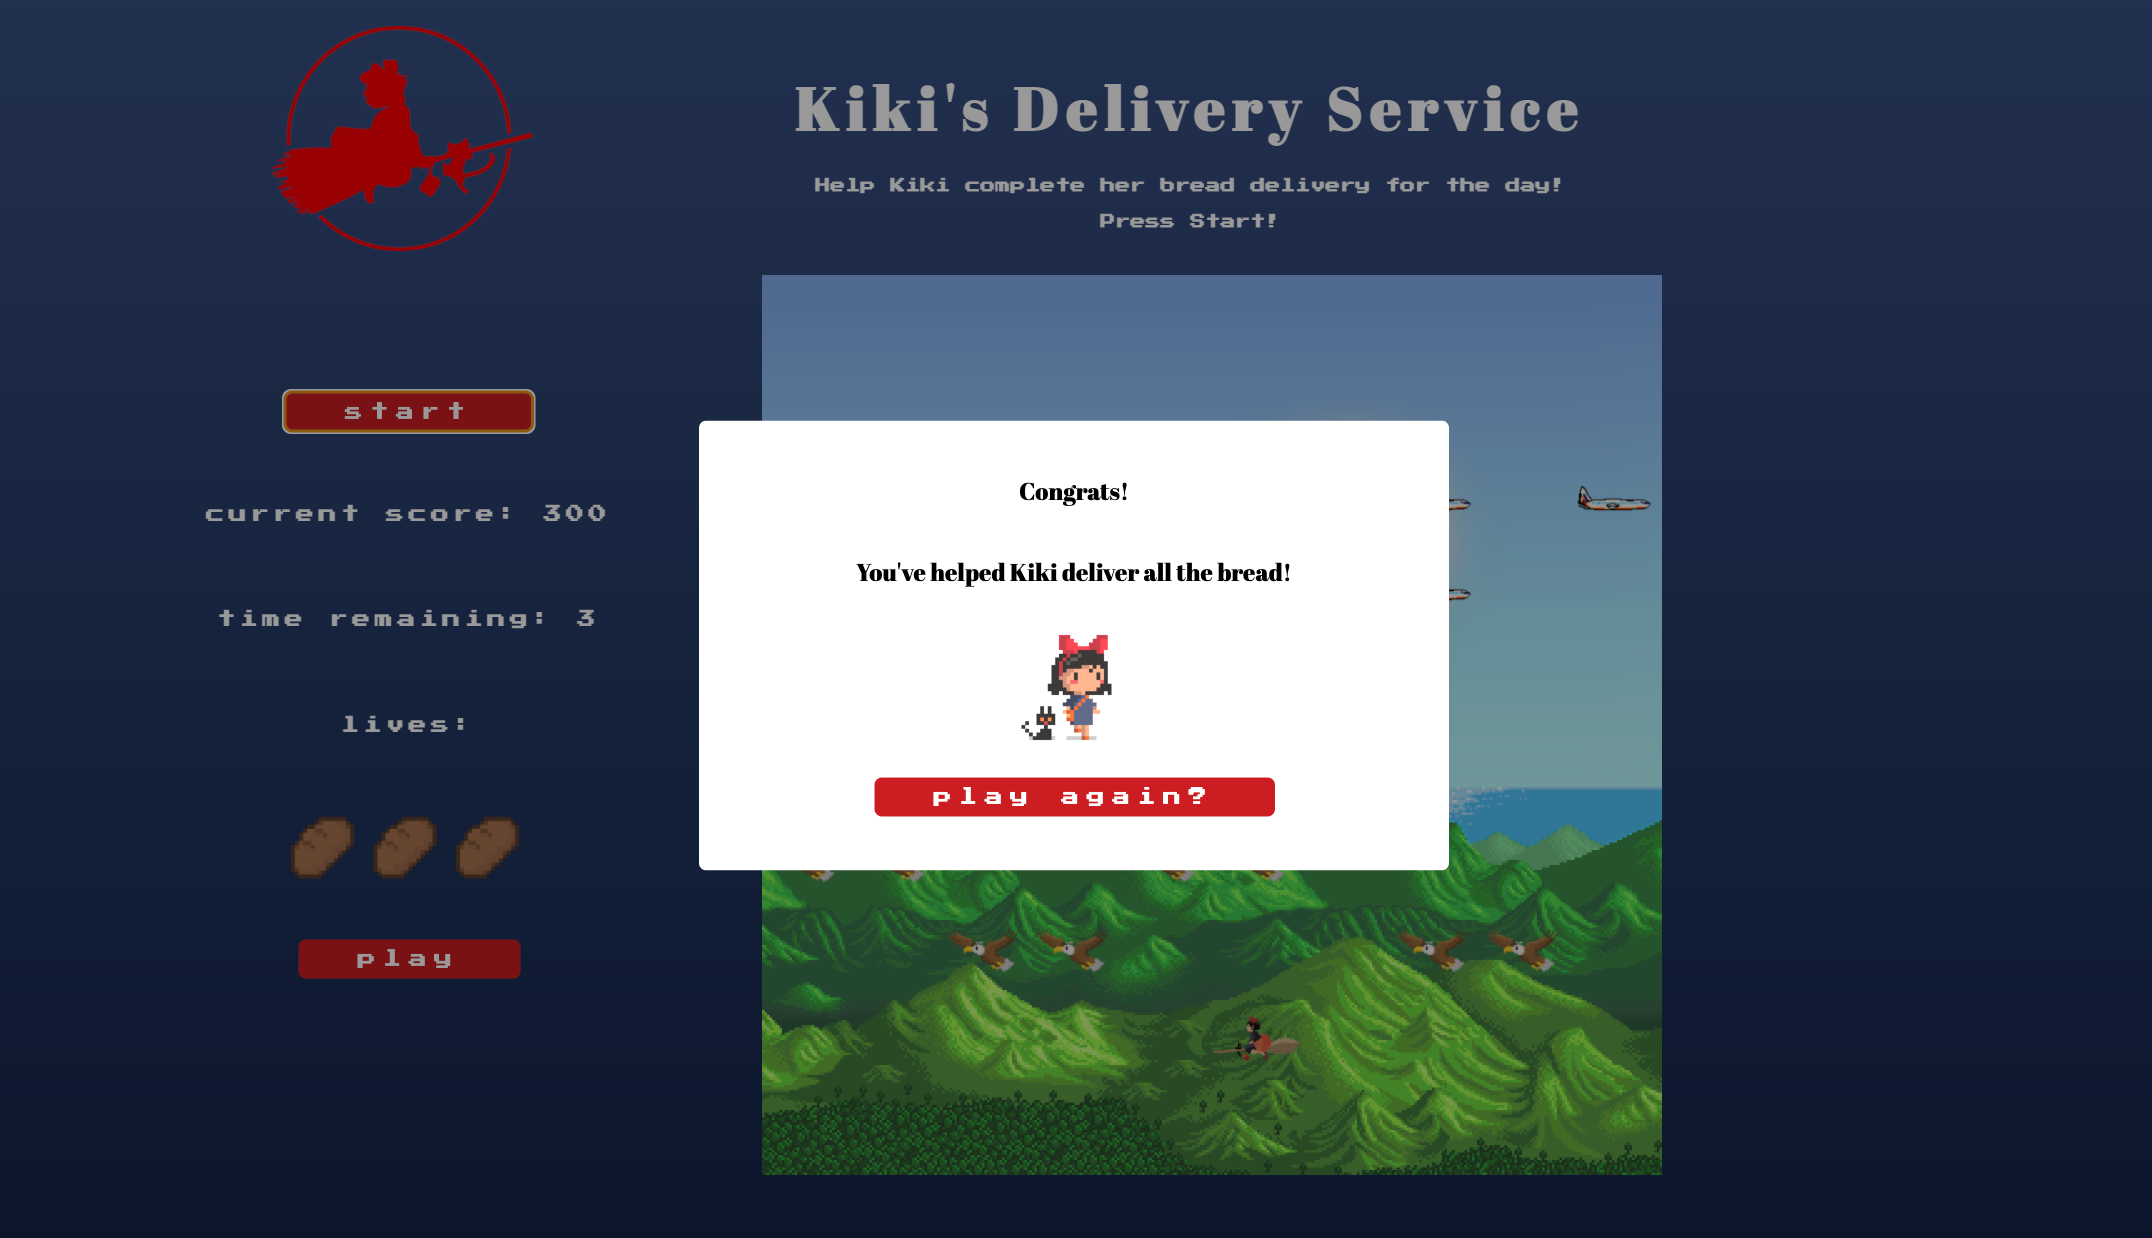 Kiki's Delivery Service
Help Kiki complete her bread delivery for the day!
Press Start!
start
current score: 300
time remaining: 3
lives:
play
Congrats!
You've helped Kiki deliver all the bread!
play again?